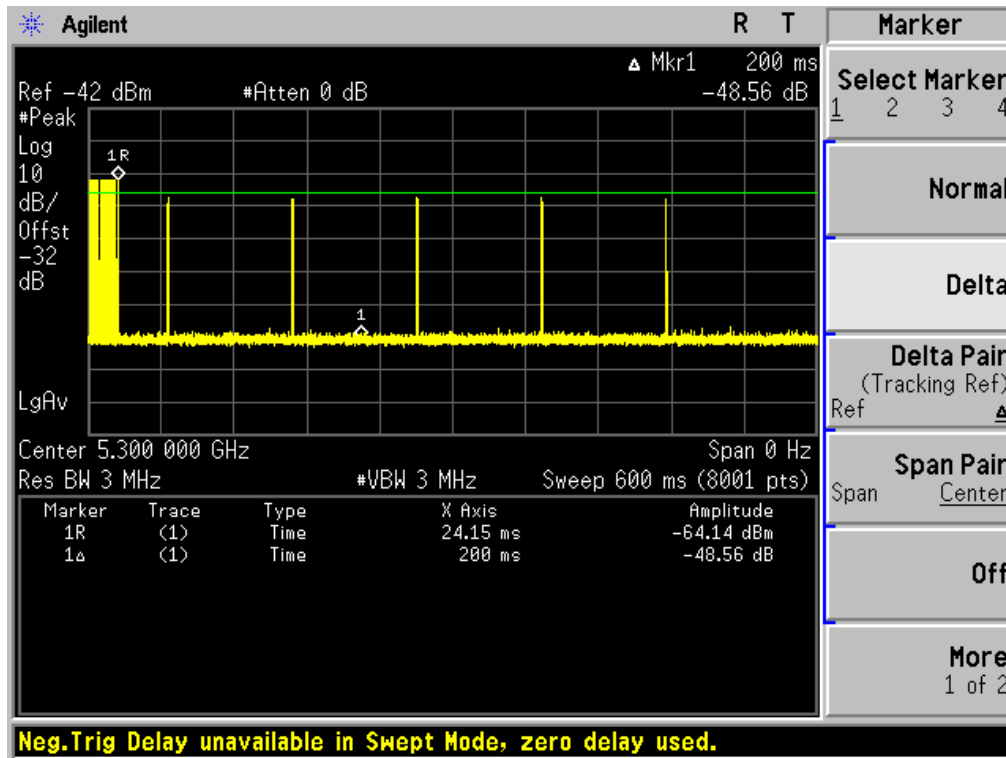 Agilent
R T
Marker
△ Mkr1 200 ms
Ref −42 dBm #Atten 0 dB −48.56 dB
#Peak
Log
10
dB/
Offst
−32
dB
1R
1
LgAv
Center 5.300 000 GHz Span 0 Hz
Res BW 3 MHz #VBW 3 MHz Sweep 600 ms (8001 pts)
Marker Trace Type X Axis Amplitude
1R (1) Time 24.15 ms −64.14 dBm
1△ (1) Time 200 ms −48.56 dB
Select Marker
1 2 3 4
Normal
Delta
Delta Pair
(Tracking Ref)
Ref △
Span Pair
Span Center
Off
More
1 of 2
Neg.Trig Delay unavailable in Swept Mode, zero delay used.